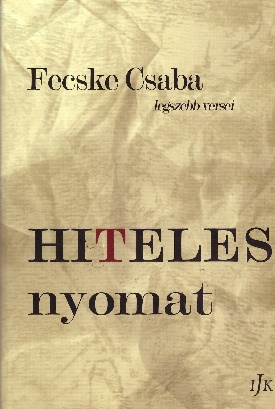 Fecske Csaba
legszebb versei
HITELES
nyomat
IJK